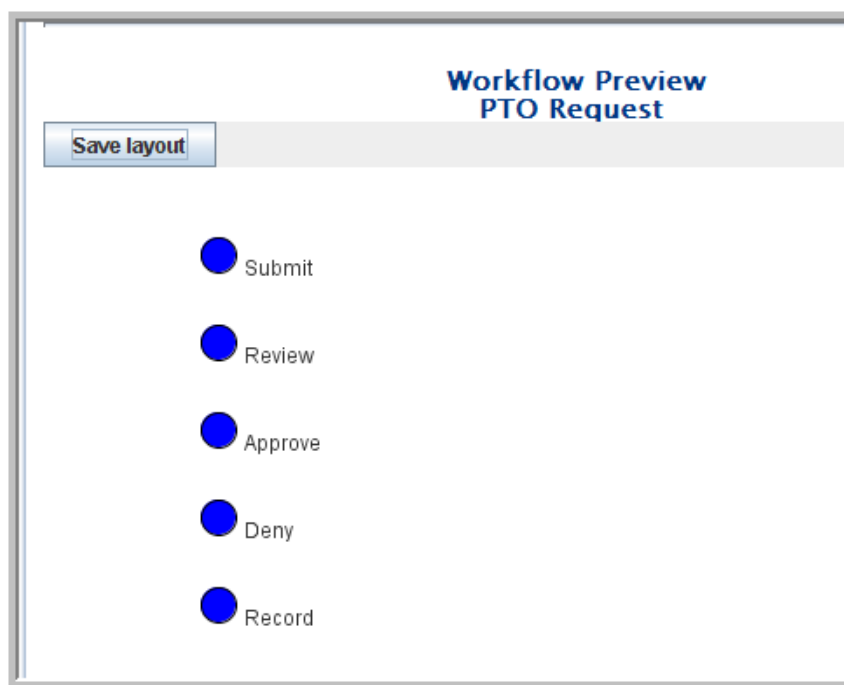 Workflow Preview
PTO Request
Save layout
Submit
Review
Approve
Deny
Record